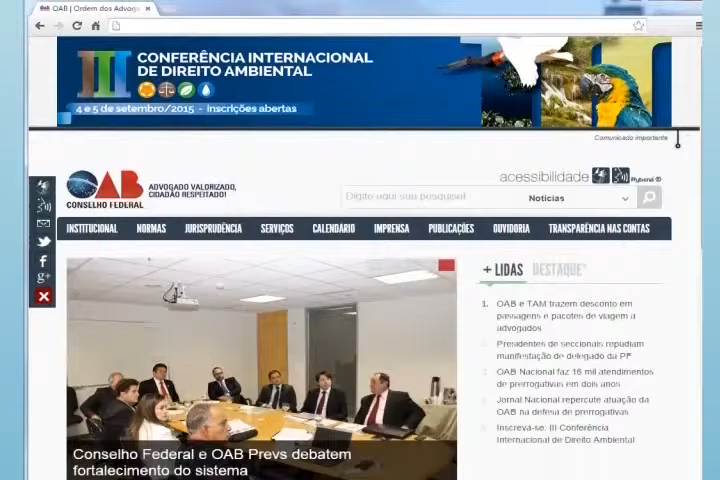 OAB | Ordem dos Advoga
III
CONFERÊNCIA INTERNACIONAL
DE DIREITO AMBIENTAL
4 e 5 de setembro/2015 - inscrições abertas
Comunicado importante
OAB
CONSELHO FEDERAL
ADVOGADO VALORIZADO,
CIDADÃO RESPEITADO!
acessibilidade
Rybená ®
Digite aqui sua pesquisa!
Notícias
INSTITUCIONAL NORMAS JURISPRUDÊNCIA SERVIÇOS CALENDÁRIO IMPRENSA PUBLICAÇÕES OUVIDORIA TRANSPARÊNCIA NAS CONTAS
+ LIDAS DESTAQUE
1. OAB e TAM trazem desconto em
passagens e pacotes de viagem a
advogados
Presidentes de seccionais repudiam
manifestação de delegado da PF
OAB Nacional faz 16 mil atendimentos
de prerrogativas em dois anos
Jornal Nacional repercute atuação da
OAB na defesa de prerrogativas
Inscreva-se: III Conferência
Internacional de Direito Ambiental
Conselho Federal e OAB Prevs debatem
fortalecimento do sistema